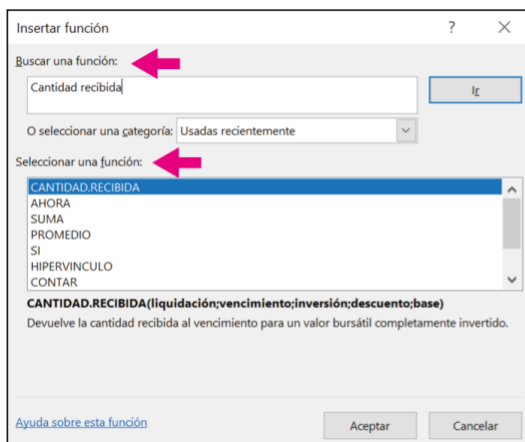 Insertar función ? ×
Buscar una función:
Cantidad recibida
Ir
O seleccionar una categoría: Usadas recientemente
Seleccionar una función:
CANTIDAD.RECIBIDA
AHORA
SUMA
PROMEDIO
SI
HIPERVINCULO
CONTAR
CANTIDAD.RECIBIDA(liquidación;vencimiento;inversión;descuento;base)
Devuelve la cantidad recibida al vencimiento para un valor bursátil completamente invertido.
Ayuda sobre esta función
Aceptar Cancelar